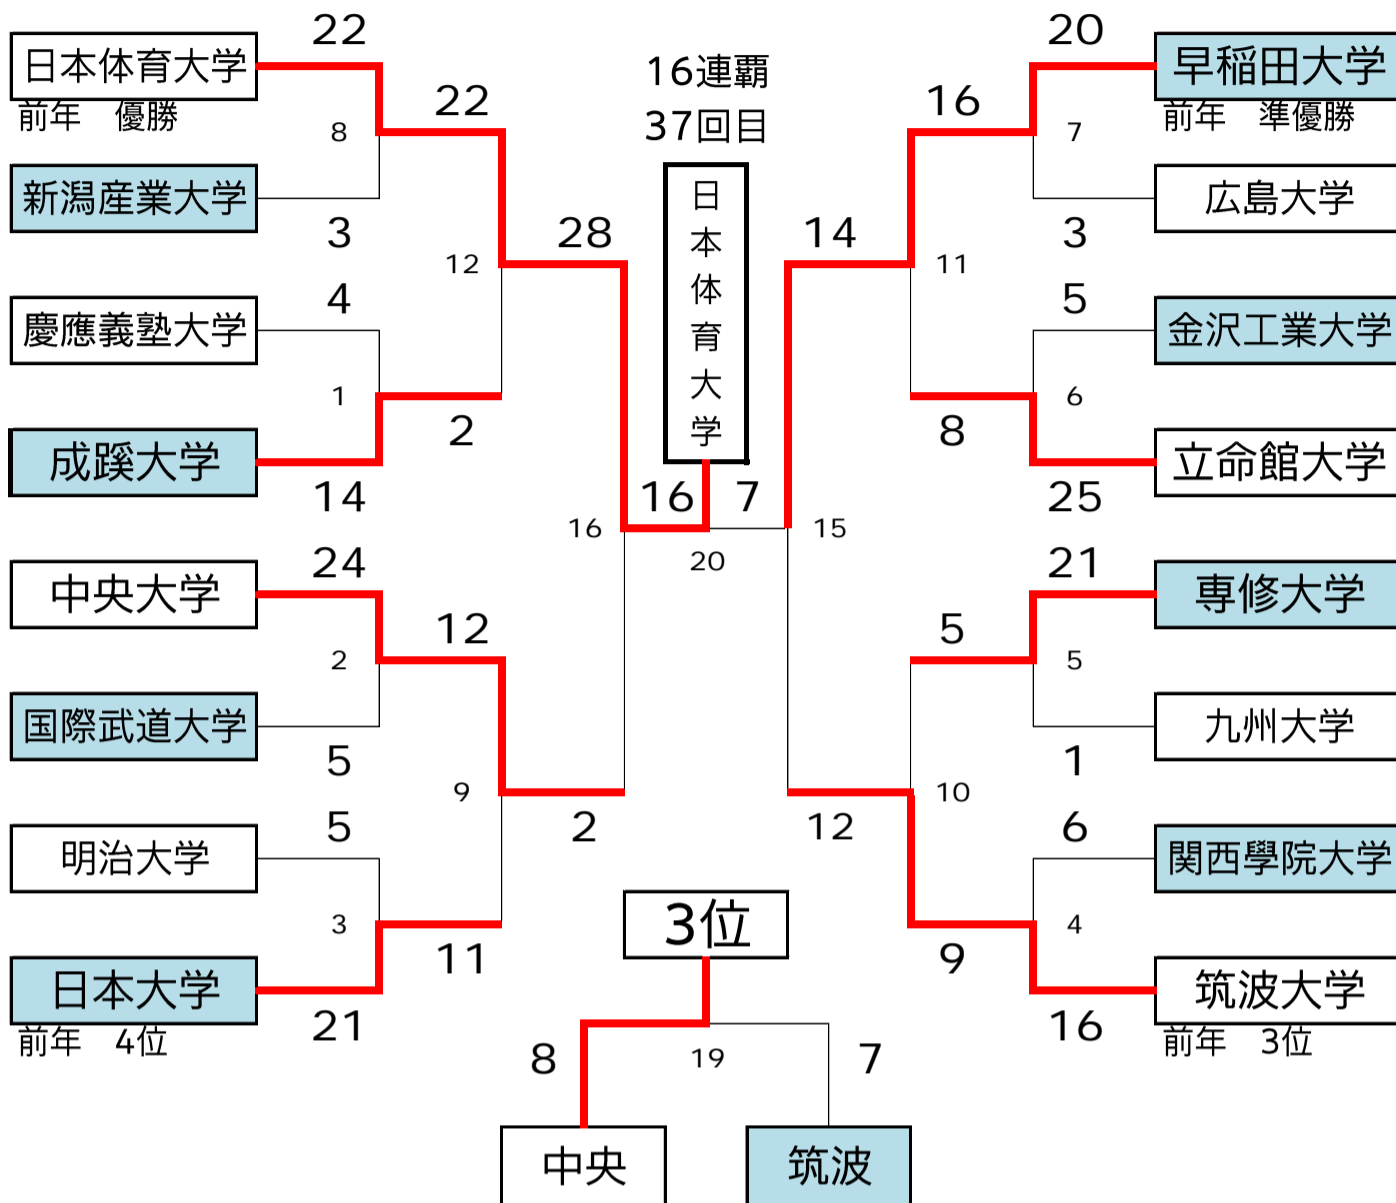 22
20
日本体育大学
16連覇
早稲田大学
前年　優勝
22
37回目
16
前年　準優勝
8
7
新潟産業大学
日本体育大学
広島大学
3
28
14
3
12
11
4
5
慶應義塾大学
金沢工業大学
1
6
2
8
成蹊大学
立命館大学
14
16
7
25
16
15
20
24
21
中央大学
専修大学
12
5
2
5
国際武道大学
九州大学
5
1
9
10
5
2
12
6
明治大学
関西學院大学
3
3位
4
11
9
日本大学
筑波大学
前年　4位
21
16
前年　3位
8
19
7
中央
筑波